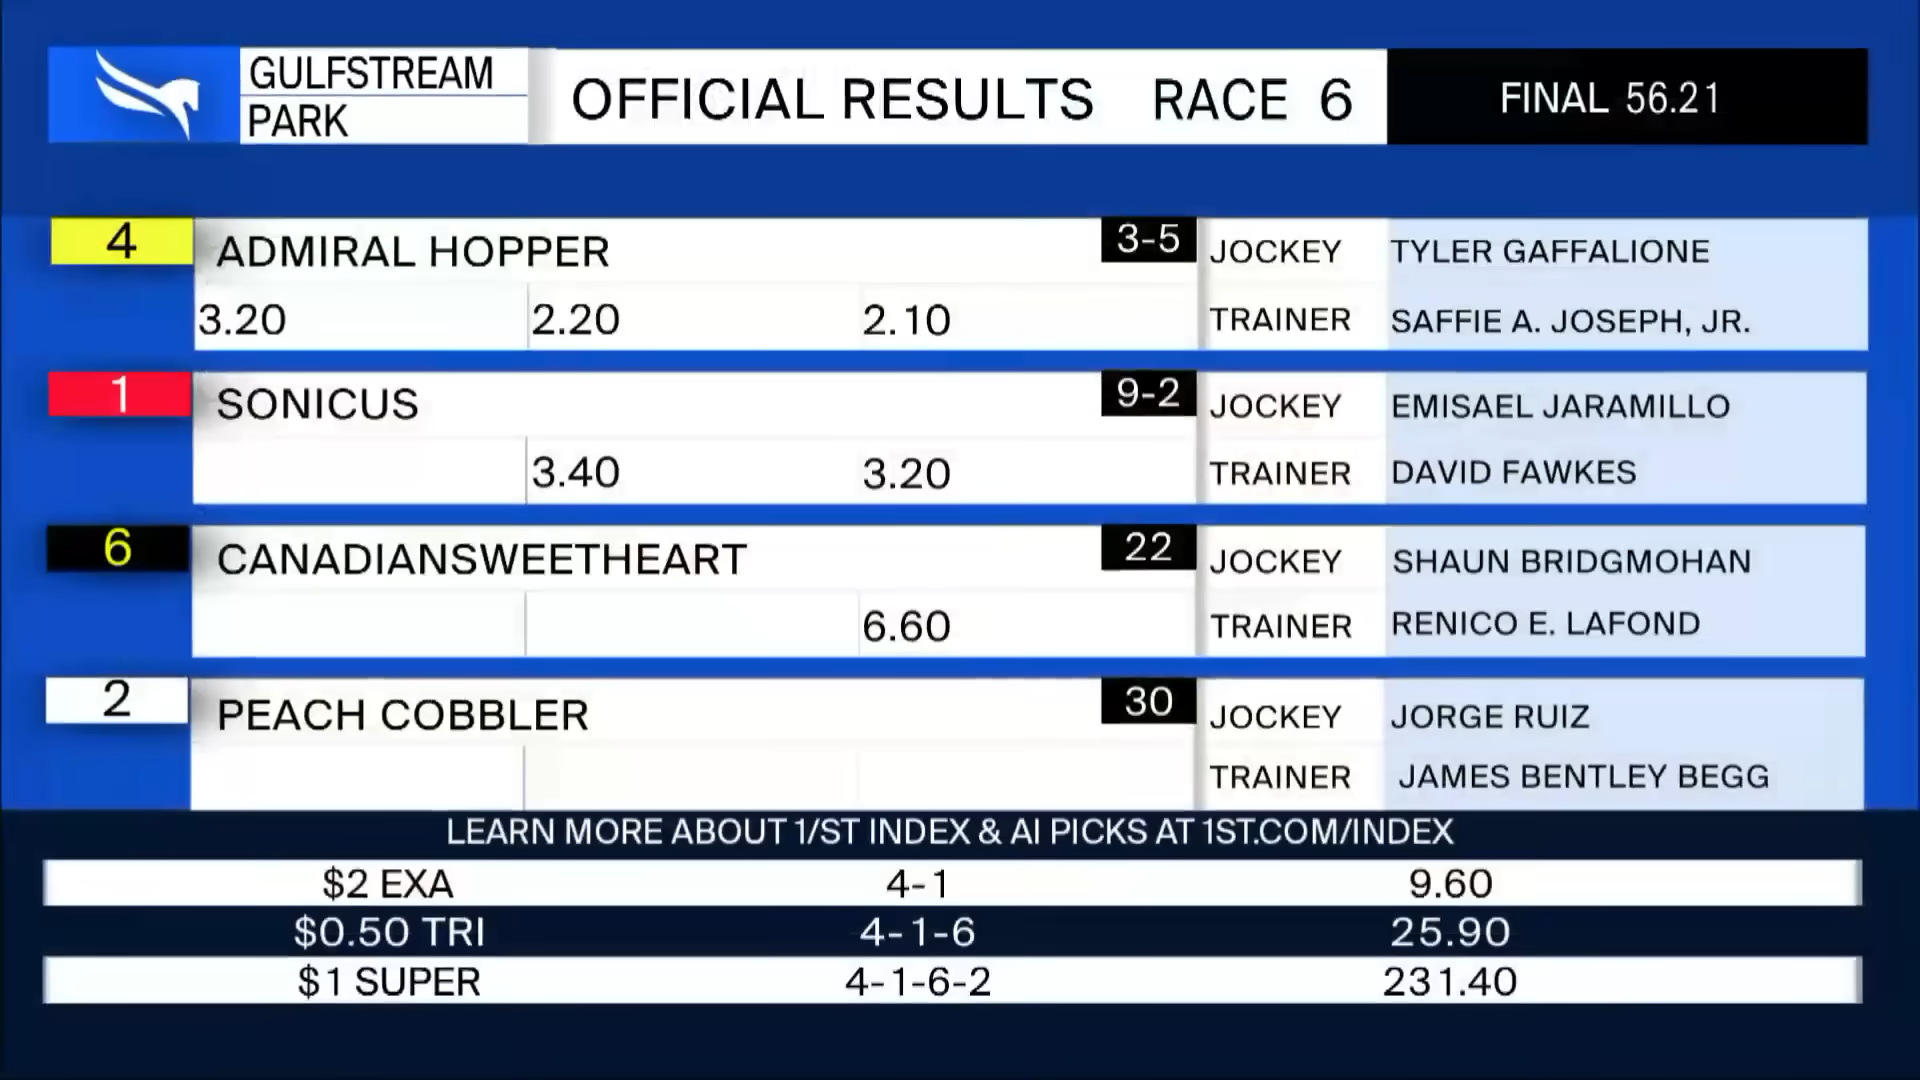 GULFSTREAM
PARK
OFFICIAL RESULTS RACE 6
FINAL 56.21
4 ADMIRAL HOPPER 3-5 JOCKEY TYLER GAFFALIONE
3.20 2.20 2.10 TRAINER SAFFIE A. JOSEPH, JR.
1 SONICUS 9-2 JOCKEY EMISAEL JARAMILLO
3.40 3.20 TRAINER DAVID FAWKES
6 CANADIANSWEETHEART 22 JOCKEY SHAUN BRIDGMOHAN
6.60 TRAINER RENICO E. LAFOND
2 PEACH COBBLER 30 JOCKEY JORGE RUIZ
TRAINER JAMES BENTLEY BEGG
LEARN MORE ABOUT 1/ST INDEX & AI PICKS AT 1ST.COM/INDEX
$2 EXA 4-1 9.60
$0.50 TRI 4-1-6 25.90
$1 SUPER 4-1-6-2 231.40